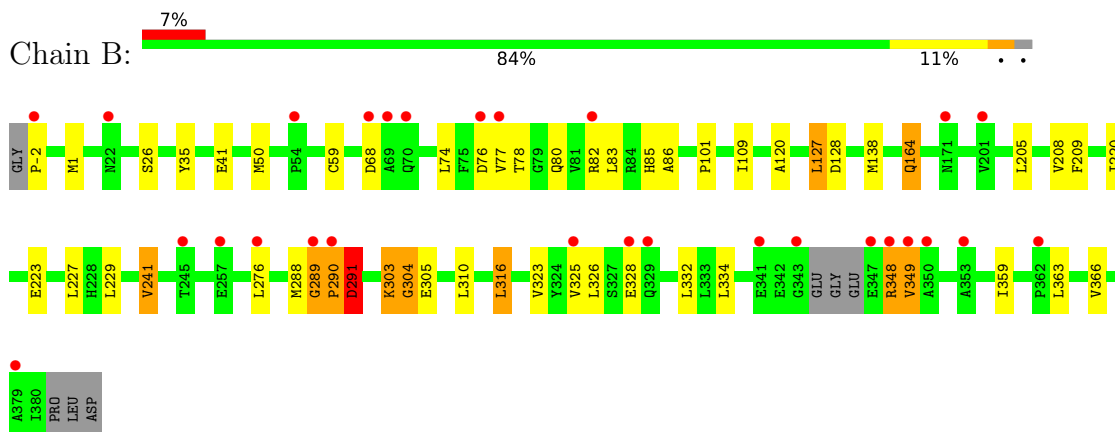 7%
Chain B:
84% 11% • •
GLY P-2 M1 N22 S26 Y35 E41 M50 P54 C59 D68 A69 Q70 L74 F75 D76 V77 T78 G79 Q80 V81 R82 L83 R84 H85 A86 P101 I109 A120 L127 D128 M138 Q164 N171 V201 L205 V208 F209
E223 L227 H228 L229 V241 T245 E257 L276 M288 G289 P290 D291 K303 G304 E305 L310 L316 V323 Y324 V325 L326 S327 E328 Q329 L332 L333 L334 E341 E342 G343 GLU GLY GLU E347 R348 V349 A350 A353 I359 P362 L363 V366
A379 I380 PRO LEU ASP